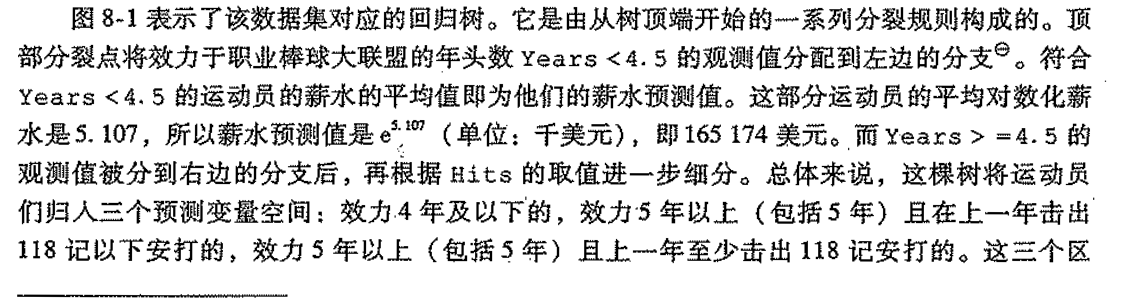 图 8-1 表示了该数据集对应的回归树。它是由从树顶端开始的一系列分裂规则构成的。顶
部分裂点将效力于职业棒球大联盟的年头数 Years <4.5 的观测值分配到左边的分支⊖。符合
Years <4.5 的运动员的薪水的平均值即为他们的薪水预测值。这部分运动员的平均对数化薪
水是5.107，所以薪水预测值是 e^5.107（单位：千美元），即 165 174 美元。而 Years > =4.5 的
观测值被分到右边的分支后，再根据 Hits 的取值进一步细分。总体来说，这棵树将运动员
们归入三个预测变量空间：效力 4 年及以下的，效力 5 年以上（包括 5 年）且在上一年击出
118 记以下安打的，效力 5 年以上（包括 5 年）且上一年至少击出 118 记安打的。这三个区